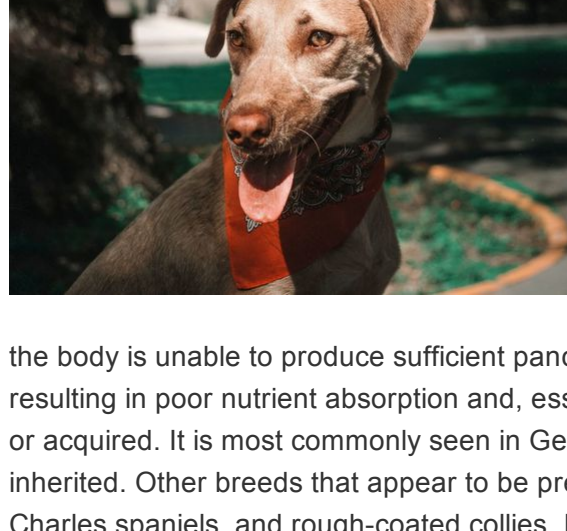 the body is unable to produce sufficient
resulting in poor nutrient absorption and,
or acquired. It is most commonly seen in
inherited. Other breeds that appear to be
Charles spaniels, and rough-coated collies.